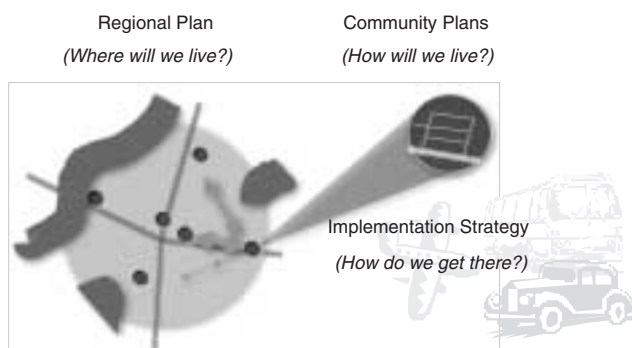 Regional Plan
(Where will we live?)
Community Plans
(How will we live?)
Implementation Strategy
(How do we get there?)